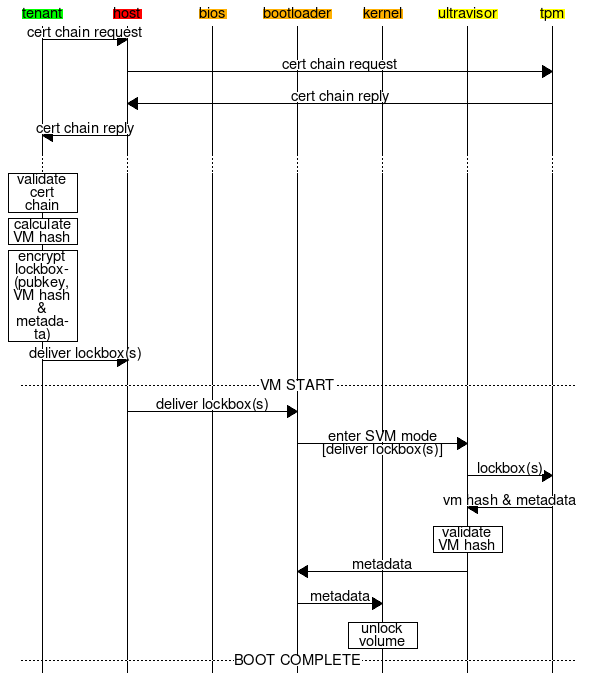 tenant host bios bootloader kernel ultravisor tpm
cert chain request
cert chain request
cert chain reply
cert chain reply
validate
cert
chain
calculate
VM hash
encrypt
lockbox-
(pubkey,
VM hash
&
metada-
ta)
deliver lockbox(s)
VM START
deliver lockbox(s)
enter SVM mode
[deliver lockbox(s)]
lockbox(s)
vm hash & metadata
validate
VM hash
metadata
metadata
unlock
volume
BOOT COMPLETE